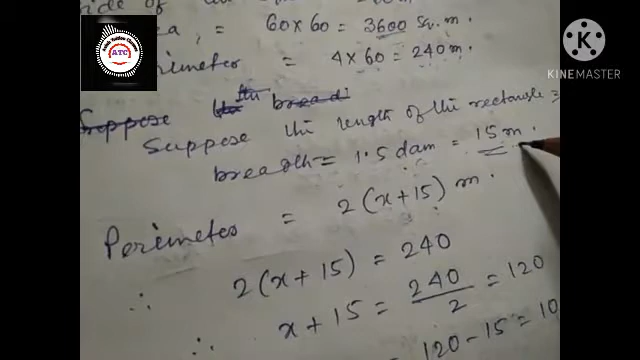 60 × 60 = 3600 Sq. m.
= 4 × 60 = 240 m.
Suppose the length of the rectangle =
breadth = 1.5 dam = 15 m.
Perimeter = 2 (x + 15) m.
∴ 2 (x + 15) = 240
∴ x + 15 = 240/2 = 120
120 - 15 = 10
ATC
KINEMASTER